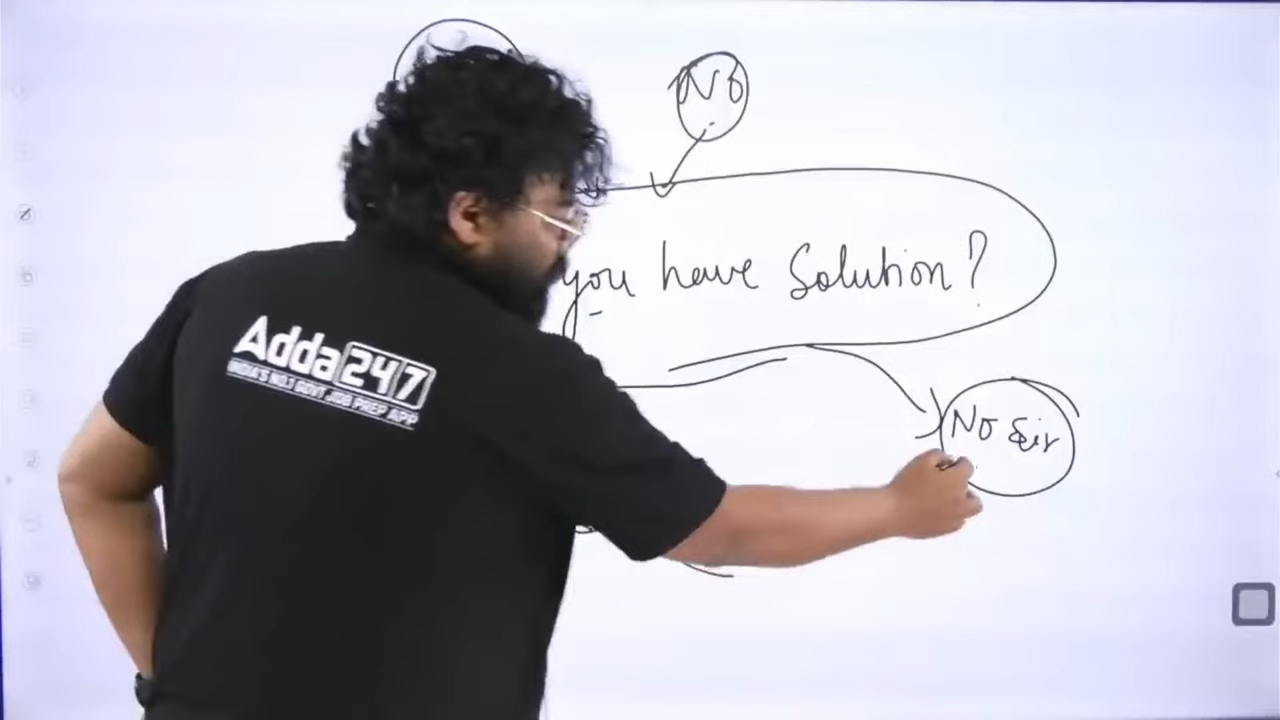 No
you have Solution?
No Sir
Adda247
INDIA'S NO.1 GOVT JOB PREP APP